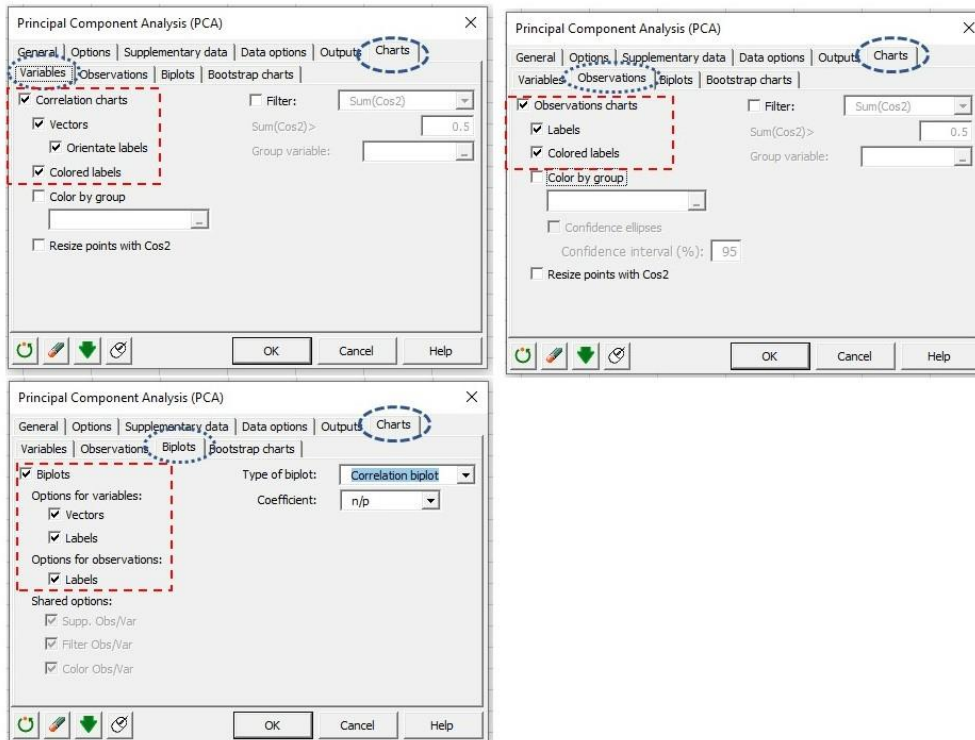 Principal Component Analysis (PCA)
General Options Supplementary data Data options Outputs Charts
Variables Observations Biplots Bootstrap charts
Correlation charts
Vectors
Orientate labels
Colored labels
Color by group
Resize points with Cos2
Filter: Sum(Cos2)
Sum(Cos2)> 0.5
Group variable:
OK Cancel Help
Principal Component Analysis (PCA)
General Options Supplementary data Data options Outputs Charts
Variables Observations Biplots Bootstrap charts
Observations charts
Labels
Colored labels
Color by group
Confidence ellipses
Confidence interval (%): 95
Resize points with Cos2
Filter: Sum(Cos2)
Sum(Cos2)> 0.5
Group variable:
OK Cancel Help
Principal Component Analysis (PCA)
General Options Supplementary data Data options Outputs Charts
Variables Observations Biplots Bootstrap charts
Biplots
Options for variables:
Vectors
Labels
Options for observations:
Labels
Shared options:
Supp. Obs/Var
Filter Obs/Var
Color Obs/Var
Type of biplot: Correlation biplot
Coefficient: n/p
OK Cancel Help